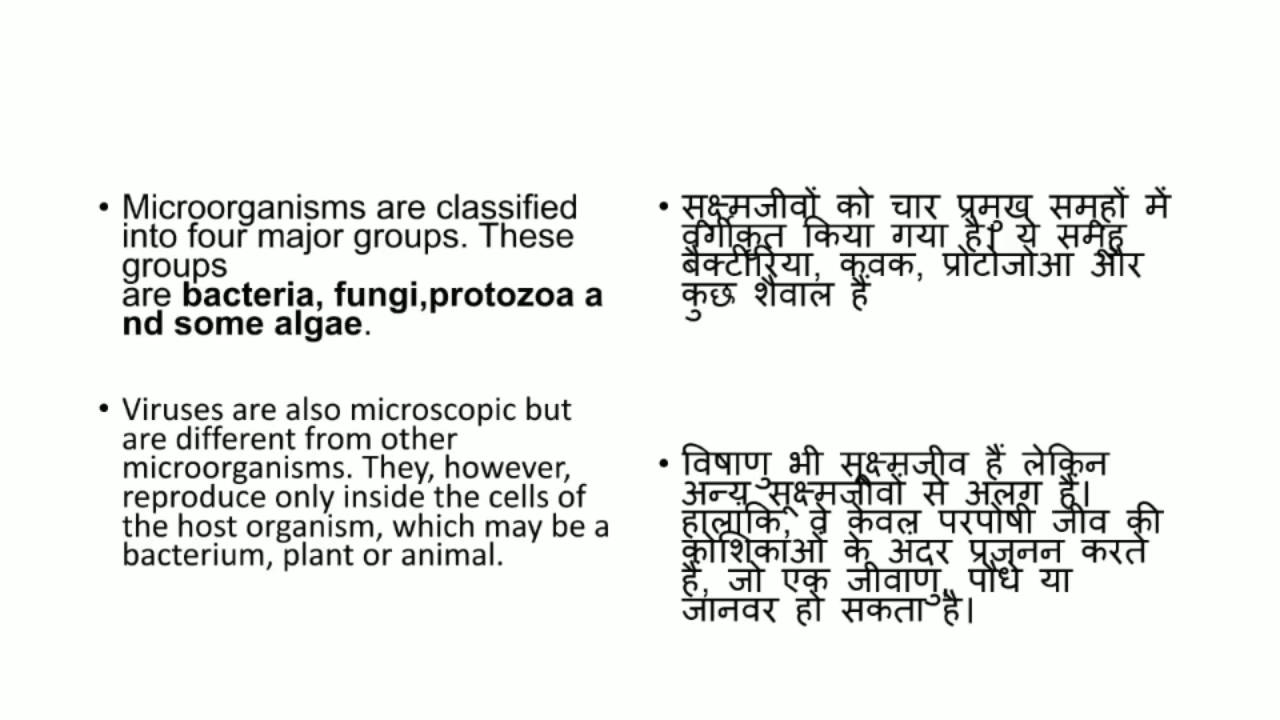 • Microorganisms are classified
into four major groups. These
groups
are bacteria, fungi,protozoa a
nd some algae.
• Viruses are also microscopic but
are different from other
microorganisms. They, however,
reproduce only inside the cells of
the host organism, which may be a
bacterium, plant or animal.
• सूक्ष्मजीवों को चार प्रमुख समूहों में
वर्गीकृत किया गया है। ये समूह
बैक्टीरिया, कवक, प्रोटोजोआ और
कुछ शैवाल हैं
• विषाणु भी सूक्ष्मजीव हैं लेकिन
अन्य सूक्ष्मजीवों से अलग हैं।
हालांकि, वे केवल परपोषी जीव की
कोशिकाओं के अंदर प्रजनन करते
हैं, जो एक जीवाणु, पौधे या
जानवर हो सकता है।